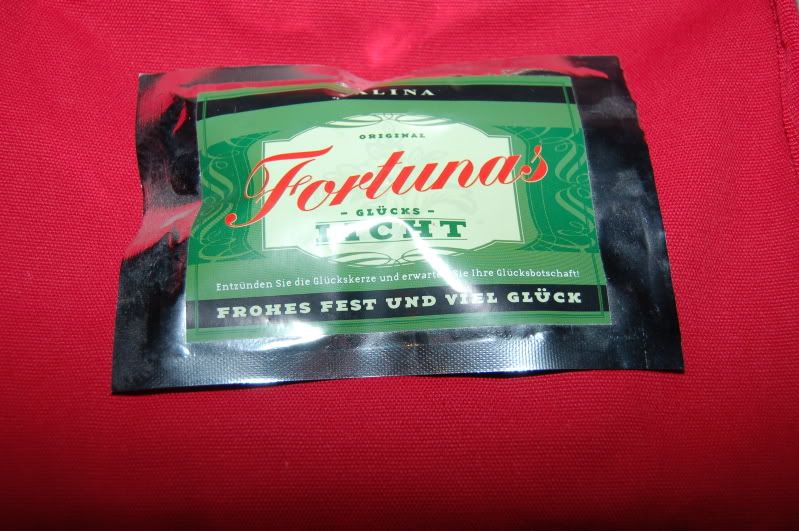 ORIGINAL
Fortunas
- GLÜCKS -
LICHT
Entzünden Sie die Glückskerze und erwarten Sie Ihre Glücksbotschaft!
FROHES FEST UND VIEL GLÜCK